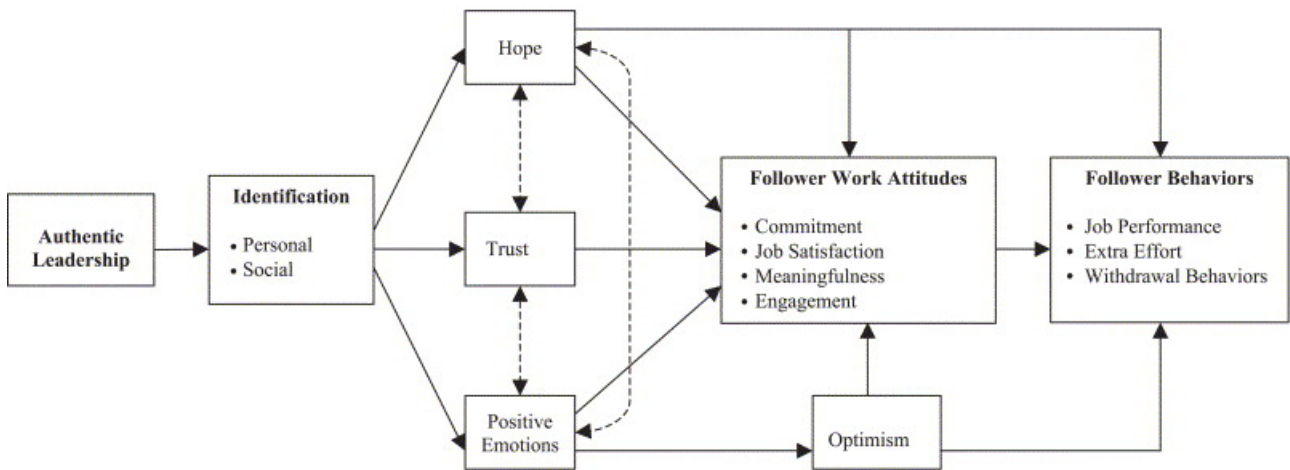 Hope
Authentic
Leadership
Identification
• Personal
• Social
Trust
Positive
Emotions
Follower Work Attitudes
• Commitment
• Job Satisfaction
• Meaningfulness
• Engagement
Optimism
Follower Behaviors
• Job Performance
• Extra Effort
• Withdrawal Behaviors